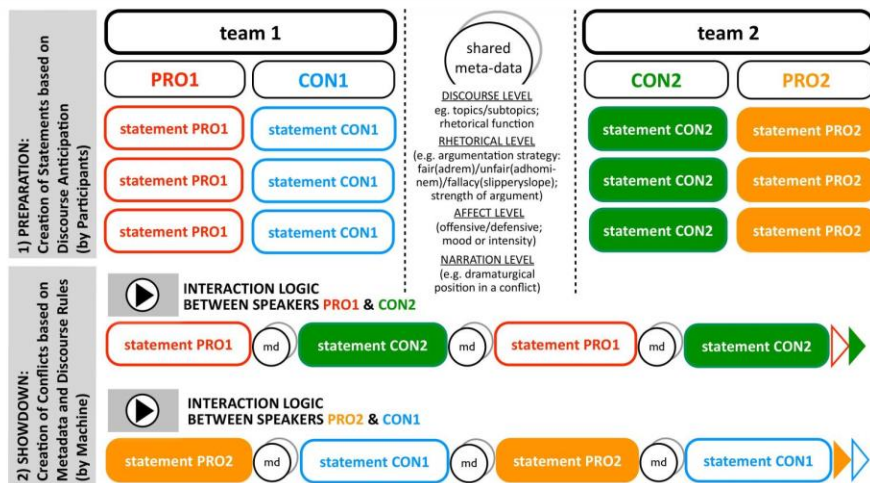 1) PREPARATION:
Creation of Statements based on
Discourse Anticipation
(by Participants)
team 1
PRO1
CON1
statement PRO1
statement CON1
statement PRO1
statement CON1
statement PRO1
statement CON1
shared
meta-data
DISCOURSE LEVEL
eg. topics/subtopics;
rhetorical function
RHETORICAL LEVEL
(e.g. argumentation strategy:
fair(adrem)/unfair(adhomi-
nem)/fallacy(slipperyslope);
strength of argument)
AFFECT LEVEL
(offensive/defensive;
mood or intensity)
NARRATION LEVEL
(e.g. dramaturgical
position in a conflict)
team 2
CON2
PRO2
statement CON2
statement PRO2
statement CON2
statement PRO2
statement CON2
statement PRO2
2) SHOWDOWN:
Creation of Conflicts based on
Metadata and Discourse Rules
(by Machine)
INTERACTION LOGIC
BETWEEN SPEAKERS PRO1 & CON2
statement PRO1
md
statement CON2
md
statement PRO1
md
statement CON2
INTERACTION LOGIC
BETWEEN SPEAKERS PRO2 & CON1
statement PRO2
md
statement CON1
md
statement PRO2
md
statement CON1